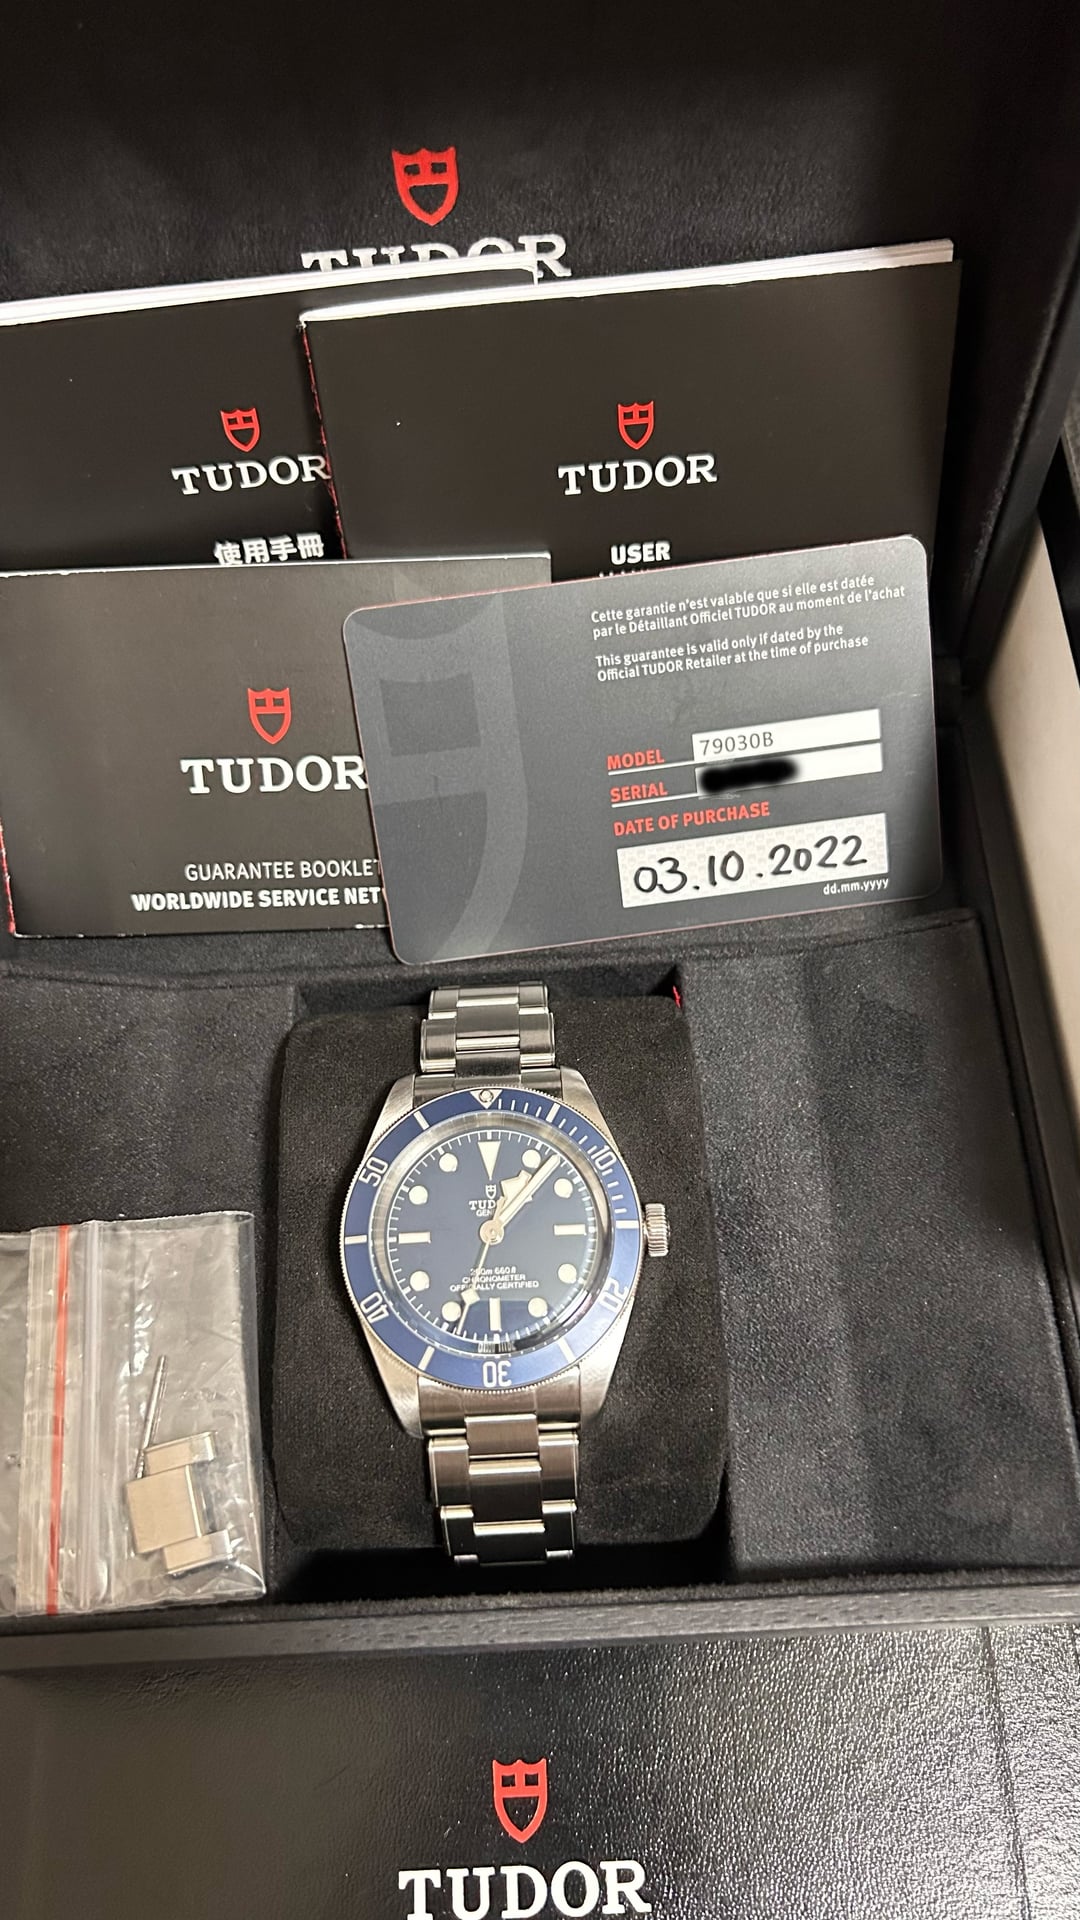 TUDOR
TUDOR
使用手冊
TUDOR
USER
TUDOR
GUARANTEE BOOKLET
WORLDWIDE SERVICE NET
Cette garantie n'est valable que si elle est datée
par le Détaillant Officiel TUDOR au moment de l'achat
This guarantee is valid only if dated by the
Official TUDOR Retailer at the time of purchase
MODEL 79030B
SERIAL
DATE OF PURCHASE
03.10.2022
dd.mm.yyyy
10
20
30
40
50
200m 660ft
CHRONOMETER
OFFICIALLY CERTIFIED
TUDOR